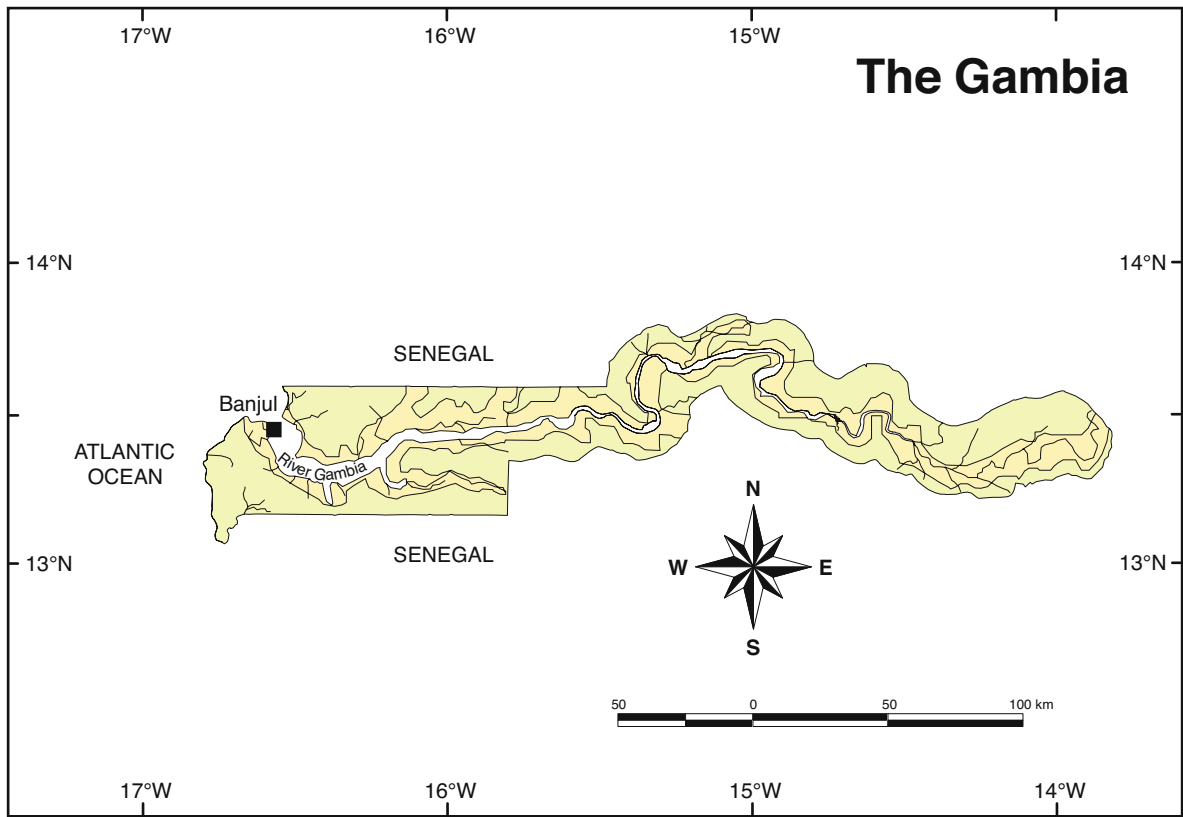 17°W 16°W 15°W
The Gambia
14°N 14°N
SENEGAL
Banjul
ATLANTIC
OCEAN
River Gambia
SENEGAL
13°N 13°N
N
W E
S
50 0 50 100 km
17°W 16°W 15°W 14°W